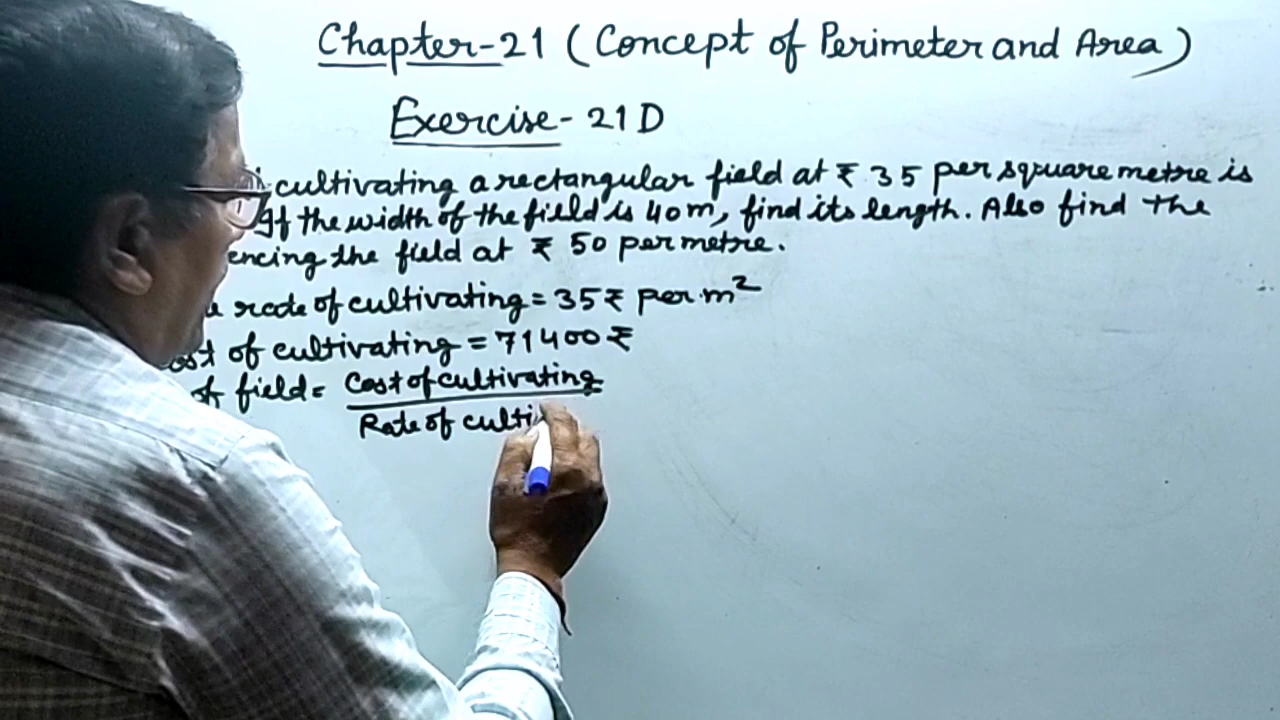 Chapter-21 (Concept of Perimeter and Area)
Exercise-21D
cultivating a rectangular field at ₹ 35 per square metre is
If the width of the field is 40m, find its length. Also find the
encing the field at ₹ 50 per metre.
rate of cultivating = 35₹ per m²
ost of cultivating = 71400₹
of field = Cost of cultivating
Rate of culti